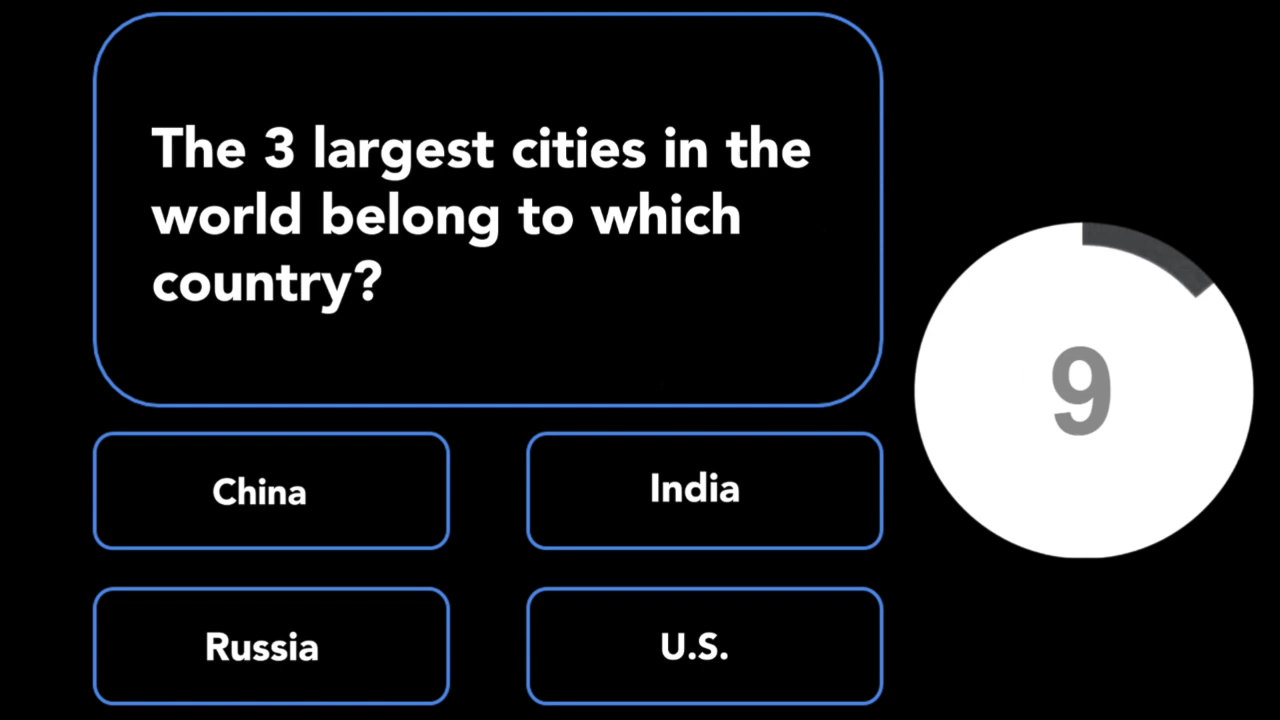 The 3 largest cities in the
world belong to which
country?
9
China
India
Russia
U.S.